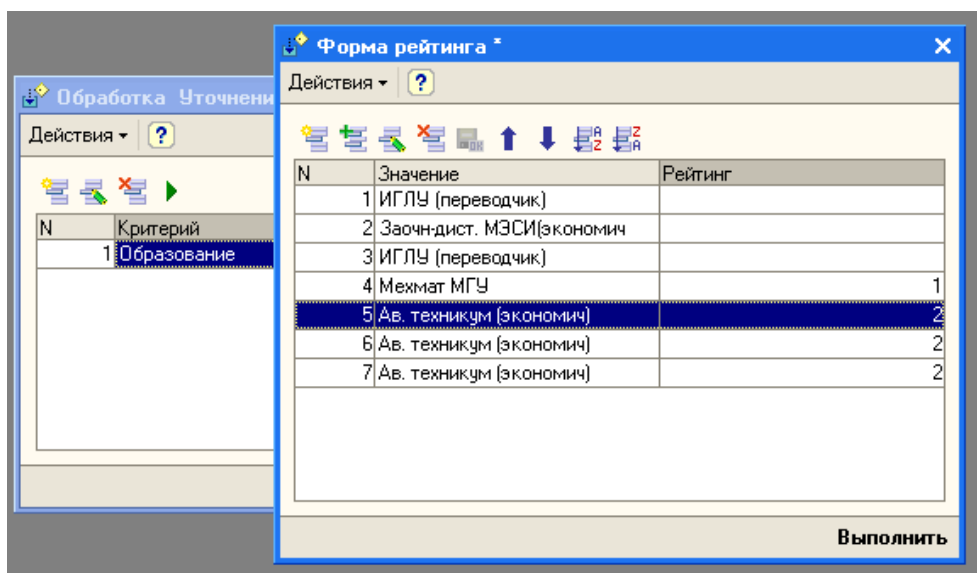 Форма рейтинга *
Действия
Обработка Уточнени
Действия
N Значение Рейтинг
1 ИГЛУ (переводчик)
2 Заочн-дист. МЭСИ(экономич
3 ИГЛУ (переводчик)
4 Мехмат МГУ 1
5 Ав. техникум (экономич) 2
6 Ав. техникум (экономич) 2
7 Ав. техникум (экономич) 2
N Критерий
1 Образование
Выполнить